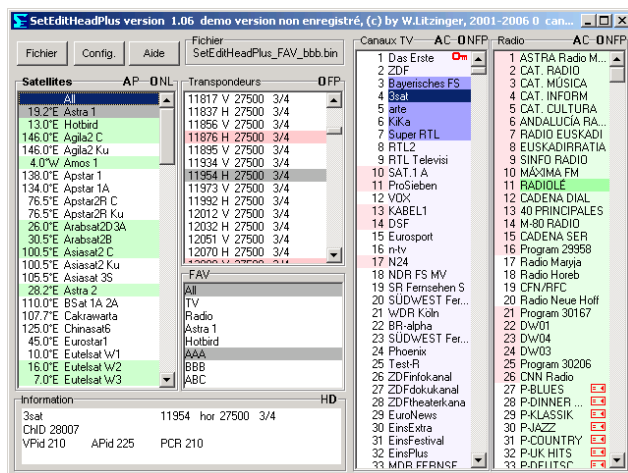 SetEditHeadPlus version 1.06 demo version non enregistré, (c) by W.Litzinger, 2001-2006 0 can...
Fichier
Config.
Aide
Fichier
SetEditHeadPlus_FAV_bbb.bin
Satellites A P O N L
All
19.2°E Astra 1
13.0°E Hotbird
146.0°E Agila2 C
146.0°E Agila2 Ku
4.0°W Amos 1
138.0°E Apstar 1
134.0°E Apstar 1A
76.5°E Apstar2R C
76.5°E Apstar2R Ku
26.0°E Arabsat2D3A
30.5°E Arabsat2B
100.5°E Asiasat2 C
100.5°E Asiasat2 Ku
105.5°E Asiasat 3S
28.2°E Astra 2
110.0°E BSat 1A 2A
107.7°E Cakrawarta
125.0°E Chinasat6
45.0°E Eurostar1
10.0°E Eutelsat W1
16.0°E Eutelsat W2
7.0°E Eutelsat W3
Transpondeurs O F P
11817 V 27500 3/4
11837 H 27500 3/4
11856 V 27500 3/4
11876 H 27500 3/4
11895 V 27500 3/4
11934 V 27500 3/4
11954 H 27500 3/4
11973 V 27500 3/4
11992 H 27500 3/4
12012 V 27500 3/4
12032 H 27500 3/4
12051 V 27500 3/4
12070 H 27500 3/4
FAV
All
TV
Radio
Astra 1
Hotbird
AAA
BBB
ABC
Information HD-
3sat 11954 hor 27500 3/4
ChID 28007
VPid 210 APid 225 PCR 210
Canaux TV A C - O N F P
1 Das Erste
2 ZDF
3 Bayerisches FS
4 3sat
5 arte
6 KiKa
7 Super RTL
8 RTL2
9 RTL Televisi
10 SAT.1 A
11 ProSieben
12 VOX
13 KABEL1
14 DSF
15 Eurosport
16 n-tv
17 N24
18 NDR FS MV
19 SR Fernsehen S
20 SÜDWEST Fer...
21 WDR Köln
22 BR-alpha
23 SÜDWEST Fer...
24 Phoenix
25 Test-R
26 ZDFinfokanal
27 ZDFdokukanal
28 ZDFtheaterkana
29 EuroNews
30 EinsExtra
31 EinsFestival
32 EinsPlus
33 MDR FERNSE
Radio A C - O N F P
1 ASTRA Radio M...
2 CAT. RADIO
3 CAT. MÚSICA
4 CAT. INFORM
5 CAT. CULTURA
6 ANDALUCÍA RA...
7 RADIO EUSKADI
8 EUSKADIRRATIA
9 SINFO RADIO
10 MÁXIMA FM
11 RADIOLÉ
12 CADENA DIAL
13 40 PRINCIPALES
14 M-80 RADIO
15 CADENA SER
16 Program 29958
17 Radio Maryja
18 Radio Horeb
19 CFN/RFC
20 Radio Neue Hoff
21 Program 30167
22 DW01
23 DW04
24 DW03
25 Program 30206
26 CNN Radio
27 P-BLUES
28 P-DINNER ...
29 P-KLASSIK
30 P-JAZZ
31 P-COUNTRY
32 P-UK HITS
33 P-DEUTSC